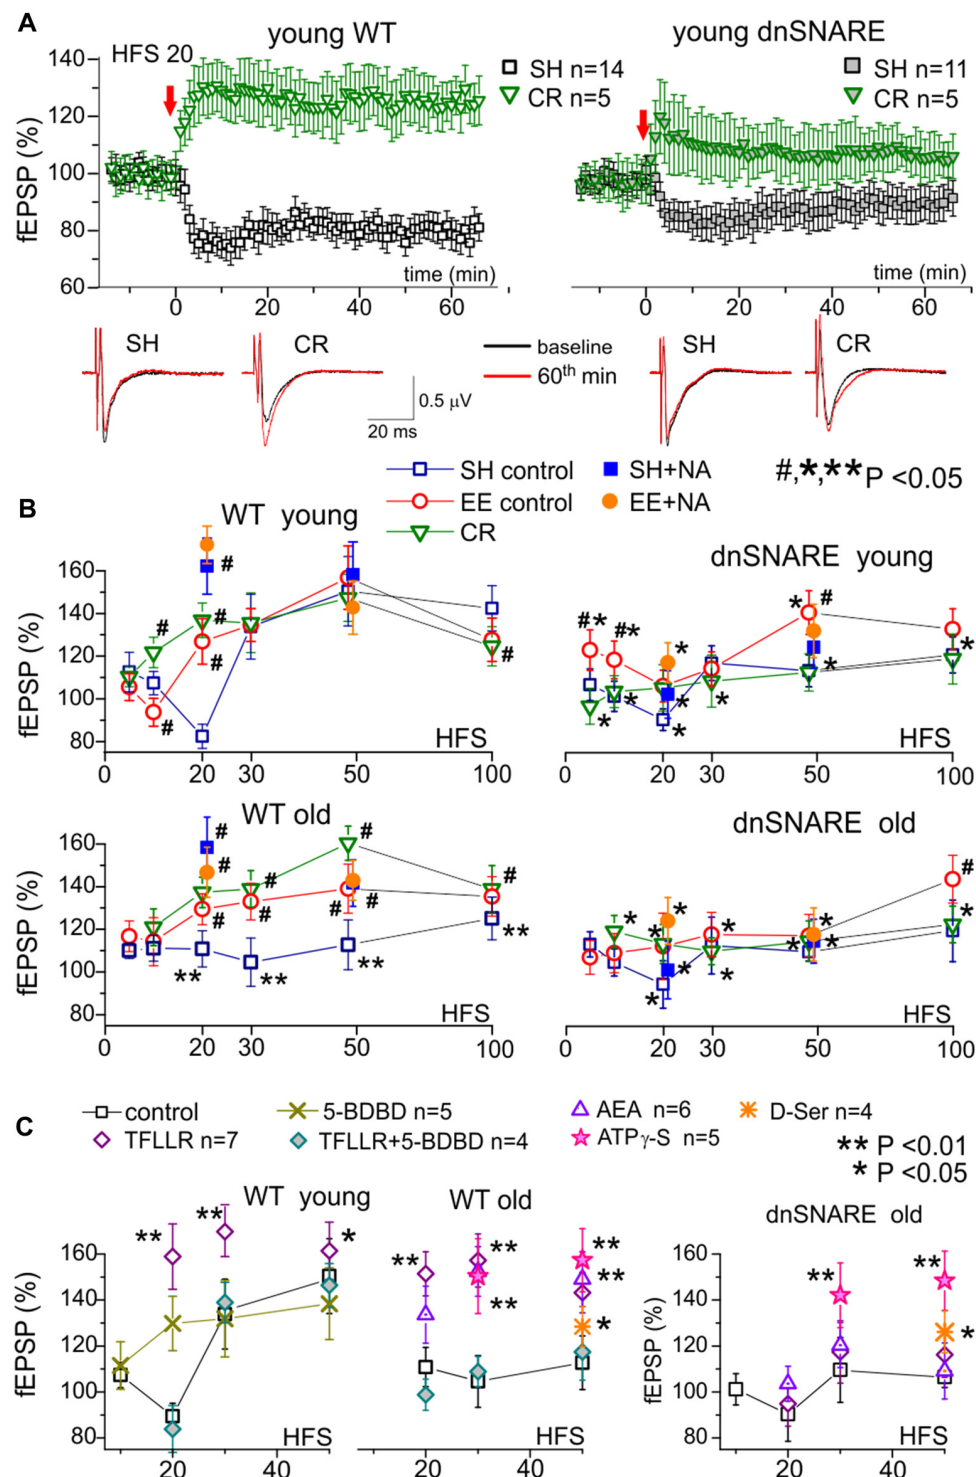 A
young WT
young dnSNARE
HFS 20
SH n=14
CR n=5
SH n=11
CR n=5
fEPSP (%)
140
120
100
80
60
time (min)
time (min)
0 20 40 60
0 20 40 60
SH
CR
baseline
60th min
0.5 µV
20 ms
SH
CR
SH control
EE control
CR
SH+NA
EE+NA
#,*,** P <0.05
B
WT young
dnSNARE young
fEPSP (%)
160
140
120
100
80
HFS
HFS
0 20 30 50 100
0 20 30 50 100
WT old
dnSNARE old
fEPSP (%)
160
140
120
100
80
HFS
HFS
0 20 30 50 100
0 20 30 50 100
C
control
5-BDBD n=5
AEA n=6
D-Ser n=4
TFLLR n=7
TFLLR+5-BDBD n=4
ATPγ-S n=5
** P <0.01
* P <0.05
WT young
WT old
dnSNARE old
fEPSP (%)
160
140
120
100
80
fEPSP (%)
160
140
120
100
80
HFS
HFS
HFS
20 40
20 40
20 40